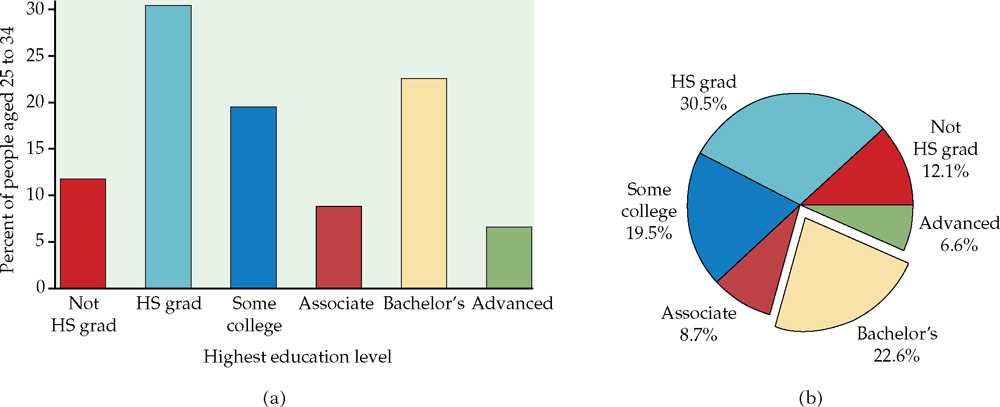 Percent of people aged 25 to 34
30
25
20
15
10
5
0
Not
HS grad
HS grad
Some
college
Associate
Bachelor's
Advanced
Highest education level
(a)
HS grad
30.5%
Not
HS grad
12.1%
Some
college
19.5%
Advanced
6.6%
Associate
8.7%
Bachelor's
22.6%
(b)